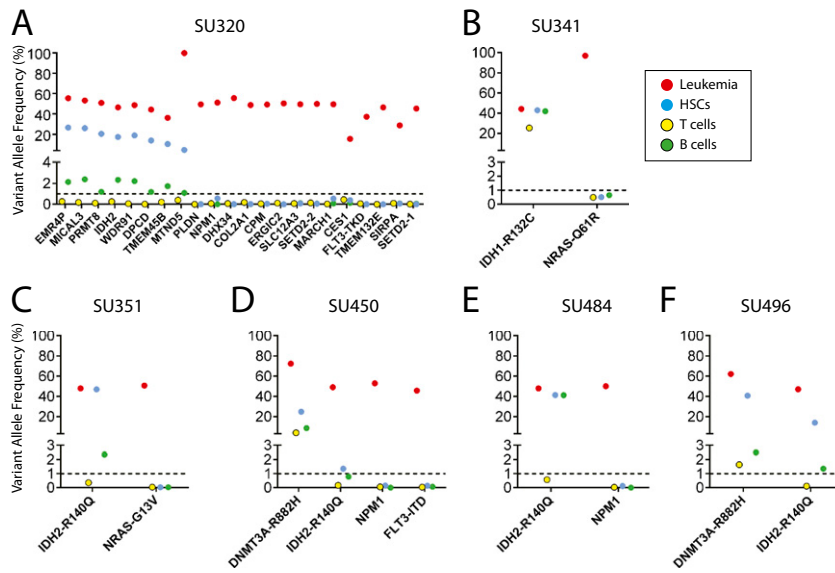 A
SU320
Variant Allele Frequency (%)
100
80
60
40
20
4
2
0
EMR4P
MICAL3
PRMT8
IDH2
WDR91
DPCD
TMEM45B
MTND5
PLDN
NPM1
DHX34
COL2A1
CPM
ERGIC2
SLC12A3
SETD2-2
MARCH1
CES1
FLT3-TKD
TMEM132E
SIRPA
SETD2-1
B
SU341
100
80
60
40
20
3
2
1
0
IDH1-R132C
NRAS-Q61R
Leukemia
HSCs
T cells
B cells
C
SU351
Variant Allele Frequency (%)
100
80
60
40
20
3
2
1
0
IDH2-R140Q
NRAS-G13V
D
SU450
100
80
60
40
20
3
2
1
0
DNMT3A-R882H
IDH2-R140Q
NPM1
FLT3-ITD
E
SU484
100
80
60
40
20
3
2
1
0
IDH2-R140Q
NPM1
F
SU496
100
80
60
40
20
3
2
1
0
DNMT3A-R882H
IDH2-R140Q